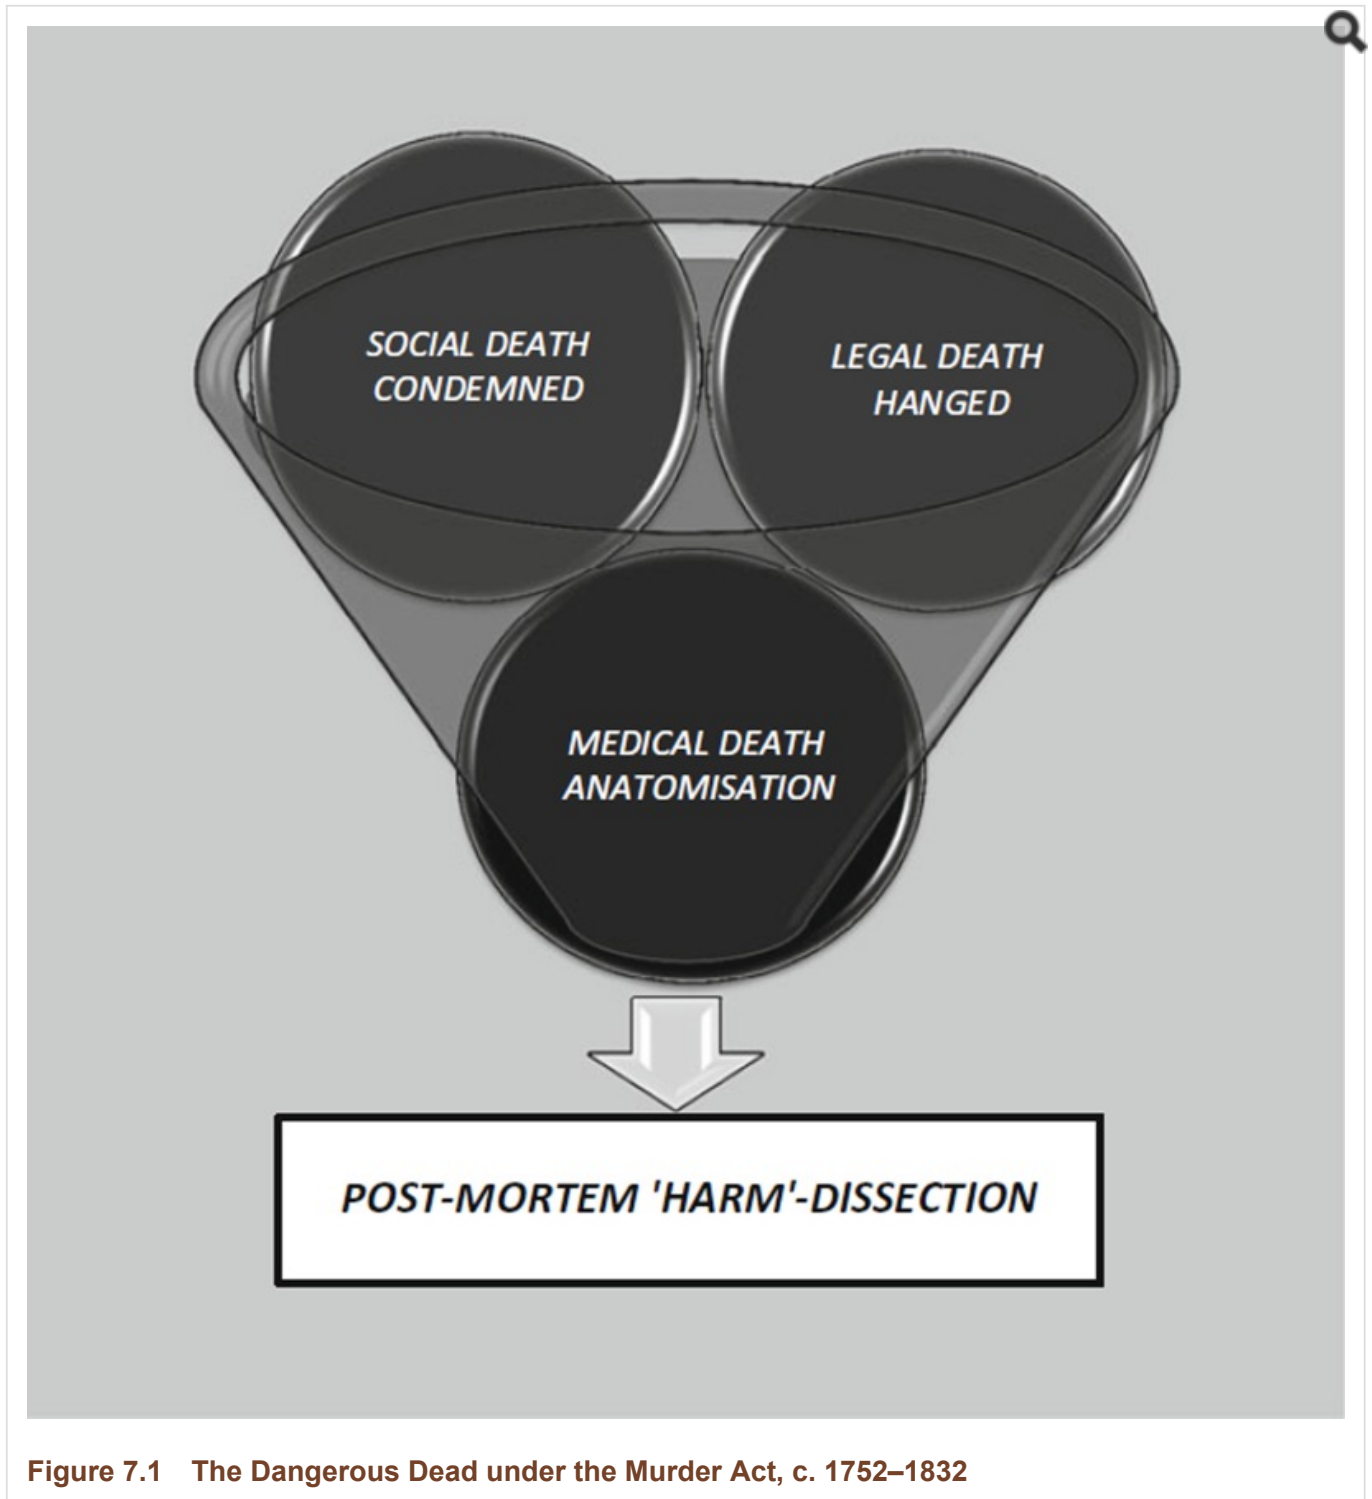 SOCIAL DEATH
CONDEMNED
LEGAL DEATH
HANGED
MEDICAL DEATH
ANATOMISATION
POST-MORTEM 'HARM'-DISSECTION
Figure 7.1 The Dangerous Dead under the Murder Act, c. 1752–1832